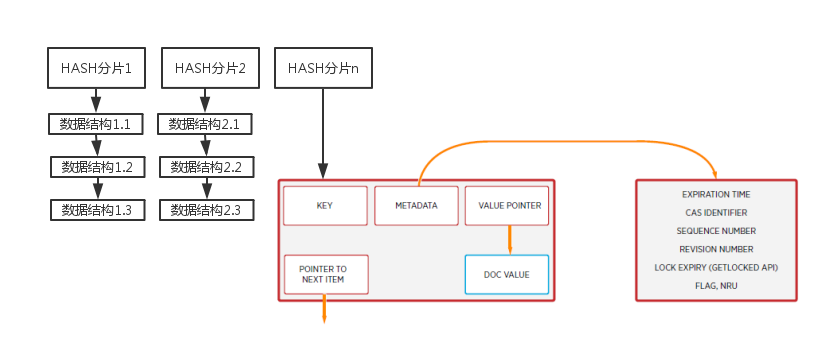 HASH分片1
HASH分片2
HASH分片n
数据结构1.1
数据结构2.1
数据结构1.2
数据结构2.2
数据结构1.3
数据结构2.3
KEY
METADATA
VALUE POINTER
POINTER TO
NEXT ITEM
DOC VALUE
EXPIRATION TIME
CAS IDENTIFIER
SEQUENCE NUMBER
REVISION NUMBER
LOCK EXPIRY (GETLOCKED API)
FLAG, NRU